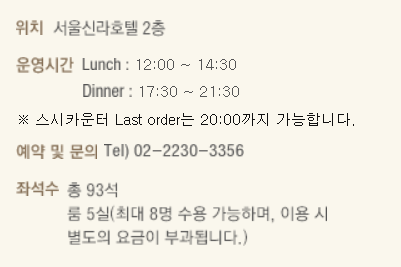 위치 서울신라호텔 2층
운영시간 Lunch : 12:00 ~ 14:30
Dinner : 17:30 ~ 21:30
※ 스시카운터 Last order는 20:00까지 가능합니다.
예약 및 문의 Tel) 02-2230-3356
좌석수 총 93석
룸 5실(최대 8명 수용 가능하며, 이용 시
별도의 요금이 부과됩니다.)